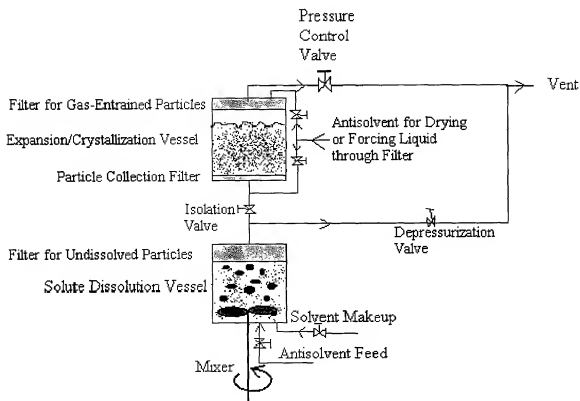 Pressure
Control
Valve
Vent
Filter for Gas-Entrained Particles
Antisolvent for Drying
or Forcing Liquid
through Filter
Expansion/Crystallization Vessel
Particle Collection Filter
Isolation
Valve
Depressurization
Valve
Filter for Undissolved Particles
Solute Dissolution Vessel
Solvent Makeup
Antisolvent Feed
Mixer